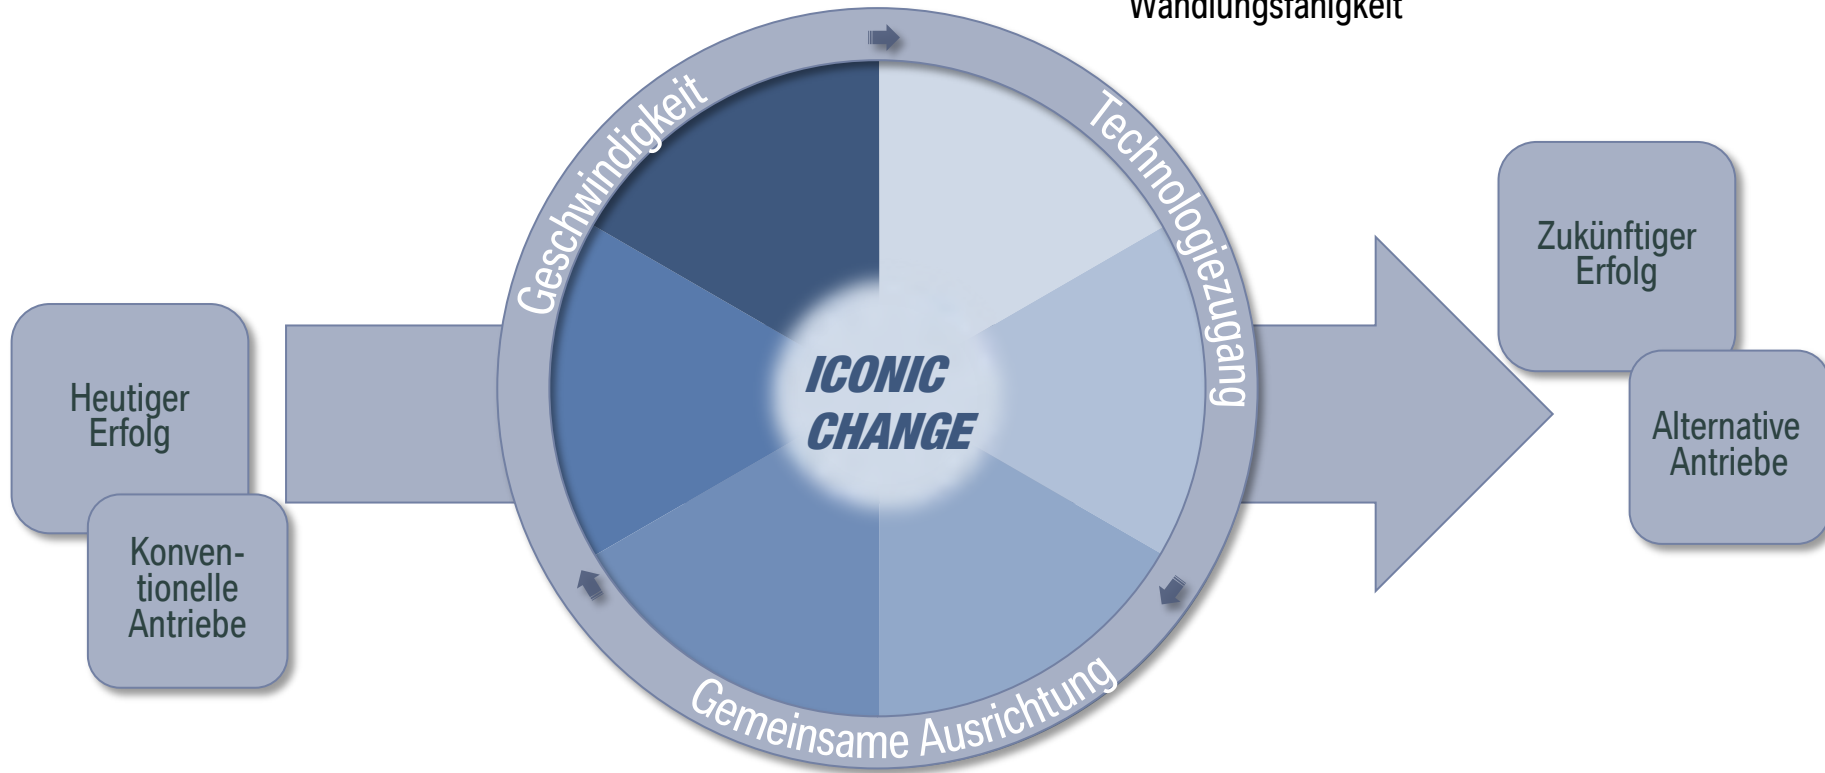 Wandlungsfähigkeit
Geschwindigkeit
Technologiezugang
Gemeinsame Ausrichtung
ICONIC
CHANGE
Heutiger
Erfolg
Konven-
tionelle
Antriebe
Zukünftiger
Erfolg
Alternative
Antriebe